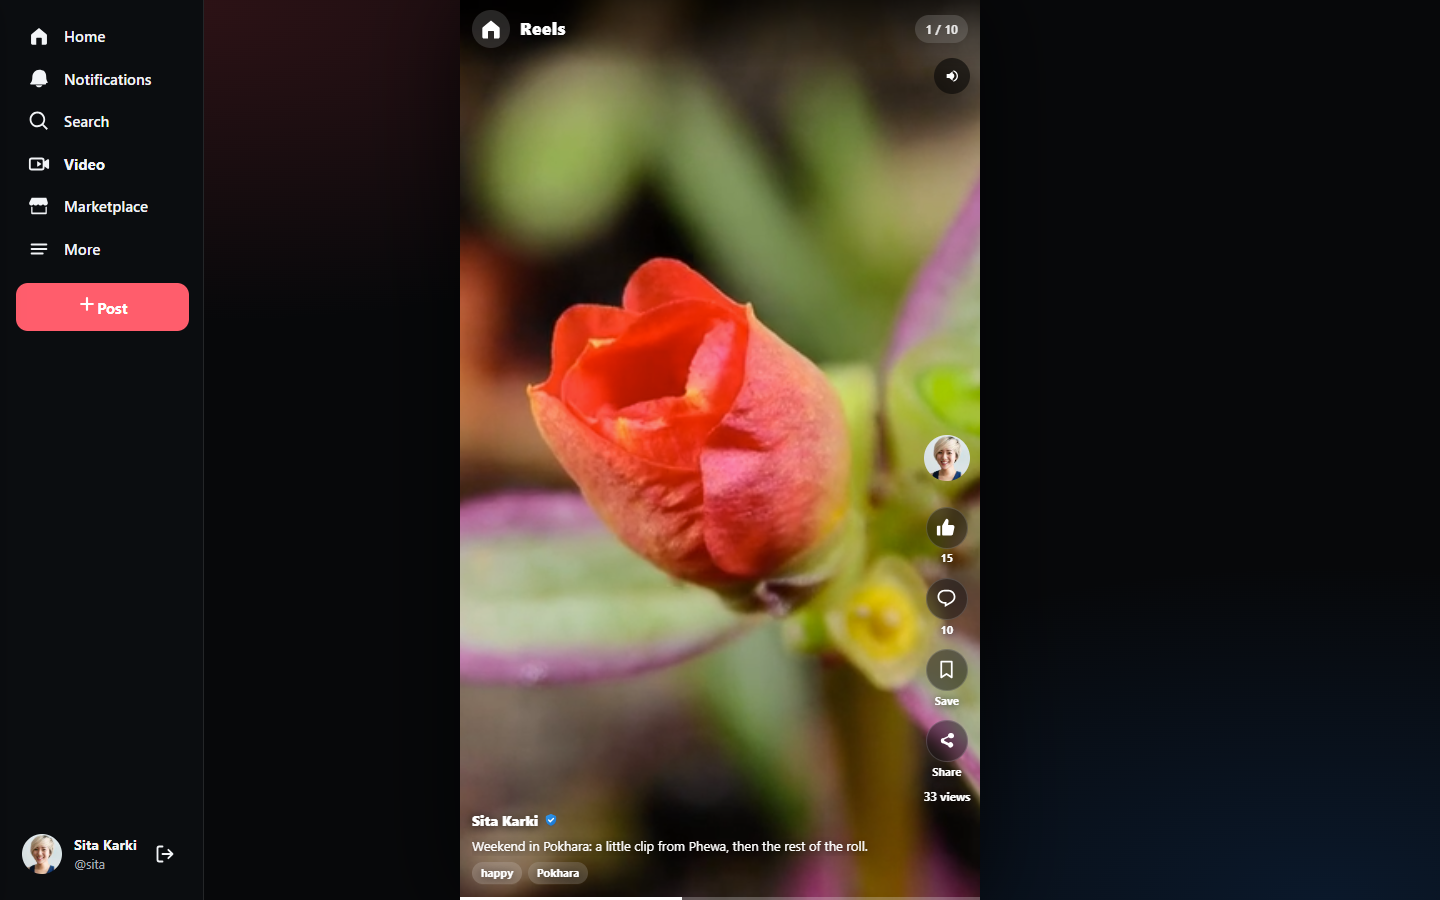 Home
Notifications
Search
Video
Marketplace
More
Post
Sita Karki
@sita
Reels
1 / 10
15
10
Save
Share
33 views
Sita Karki
Weekend in Pokhara: a little clip from Phewa, then the rest of the roll.
happy Pokhara